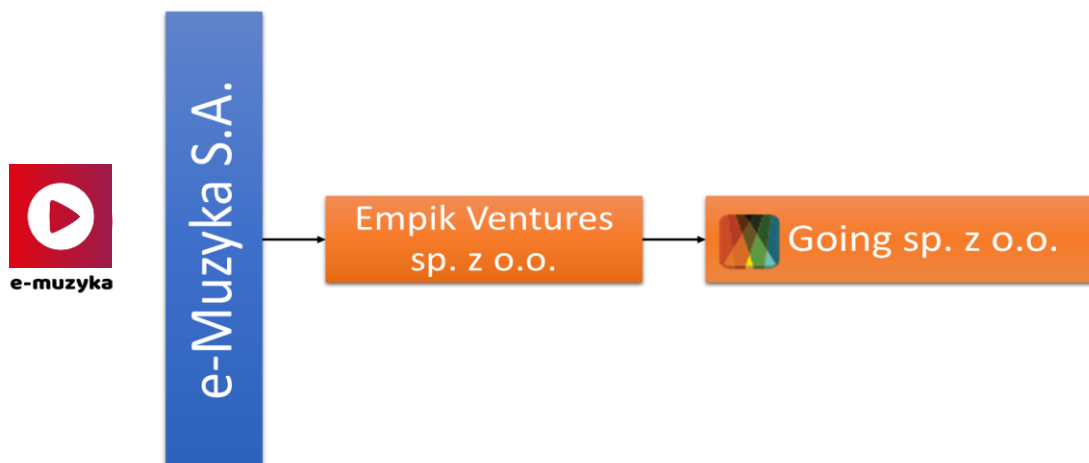 e-muzyka
e-Muzyka S.A.
Empik Ventures
sp. z o.o.
Going sp. z o.o.